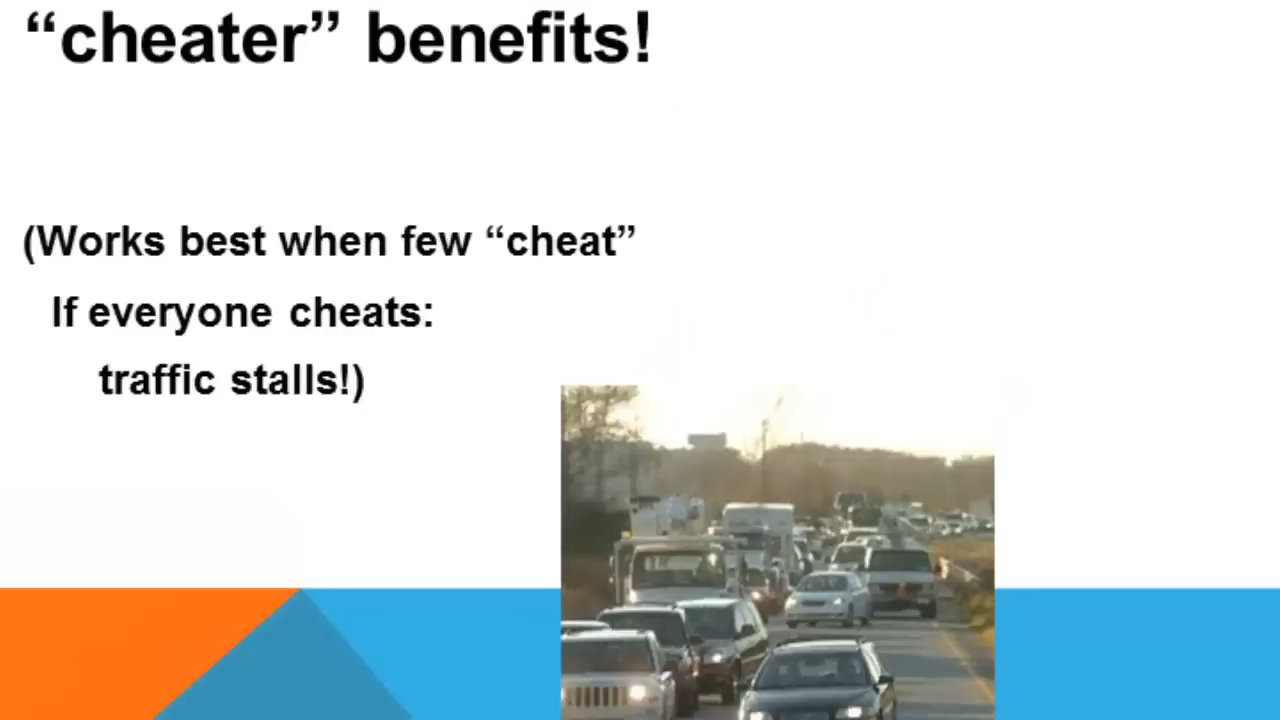 “cheater” benefits!
(Works best when few “cheat”
If everyone cheats:
traffic stalls!)